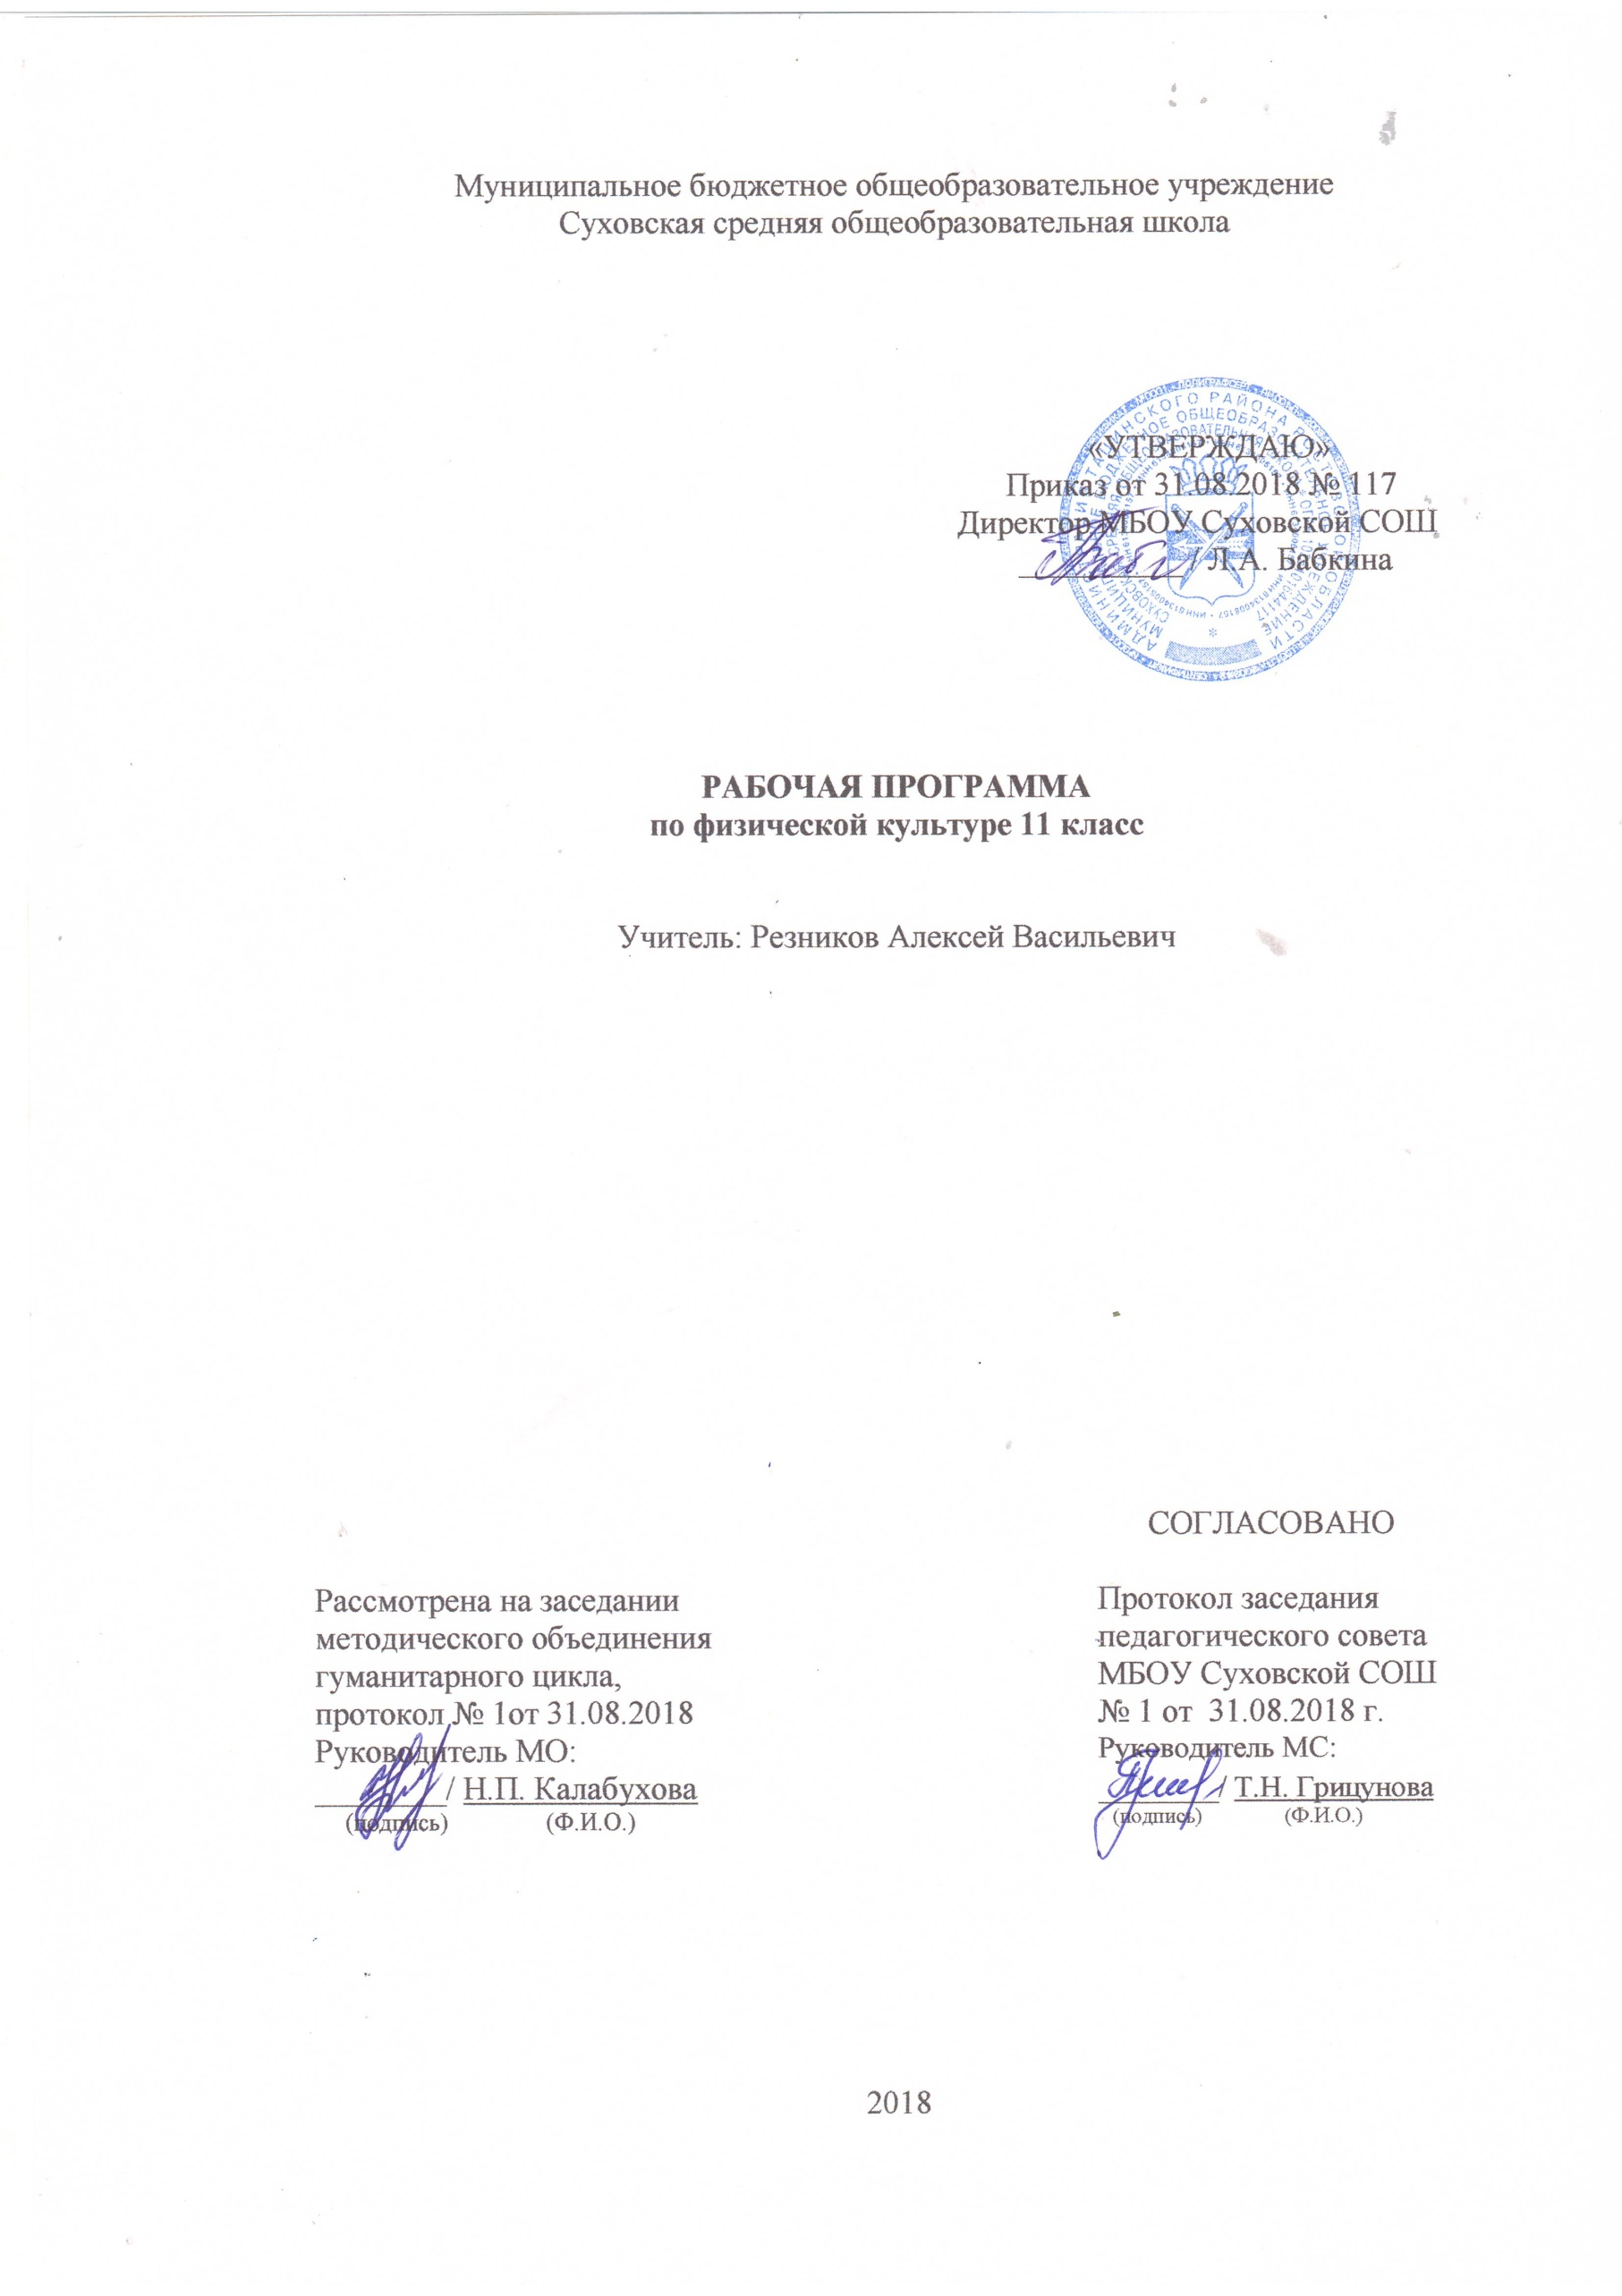 Муниципальное бюджетное общеобразовательное учреждение
Суховская средняя общеобразовательная школа
«УТВЕРЖДАЮ»
Приказ от 31.08.2018 № 117
Директор МБОУ Суховской СОШ
/ Л.А. Бабкина
РАБОЧАЯ ПРОГРАММА
по физической культуре 11 класс
Учитель: Резников Алексей Васильевич
СОГЛАСОВАНО
Рассмотрена на заседании
методического объединения
гуманитарного цикла,
протокол № 1от 31.08.2018
Руководитель МО:
/ Н.П. Калабухова
(подпись) (Ф.И.О.)
Протокол заседания
педагогического совета
МБОУ Суховской СОШ
№ 1 от 31.08.2018 г.
Руководитель МС:
/ Т.Н. Грицунова
(подпись) (Ф.И.О.)
2018